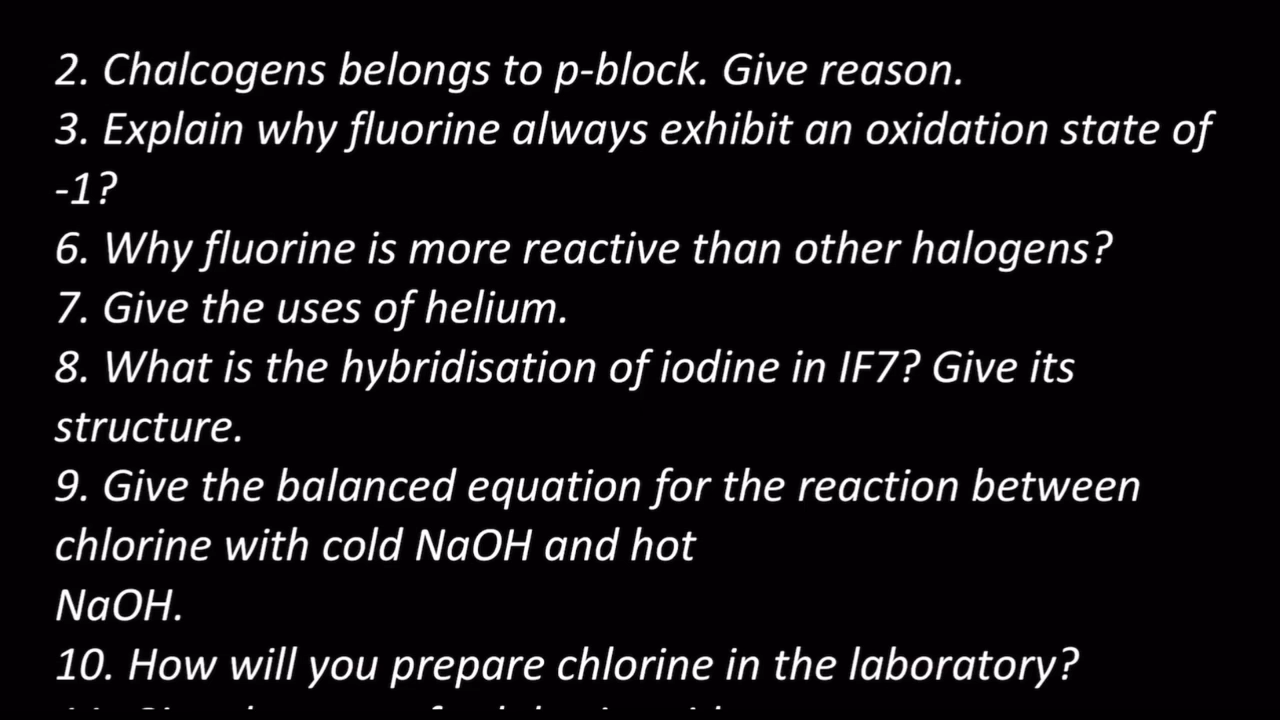 2. Chalcogens belongs to p-block. Give reason.
3. Explain why fluorine always exhibit an oxidation state of
-1?
6. Why fluorine is more reactive than other halogens?
7. Give the uses of helium.
8. What is the hybridisation of iodine in IF7? Give its
structure.
9. Give the balanced equation for the reaction between
chlorine with cold NaOH and hot
NaOH.
10. How will you prepare chlorine in the laboratory?